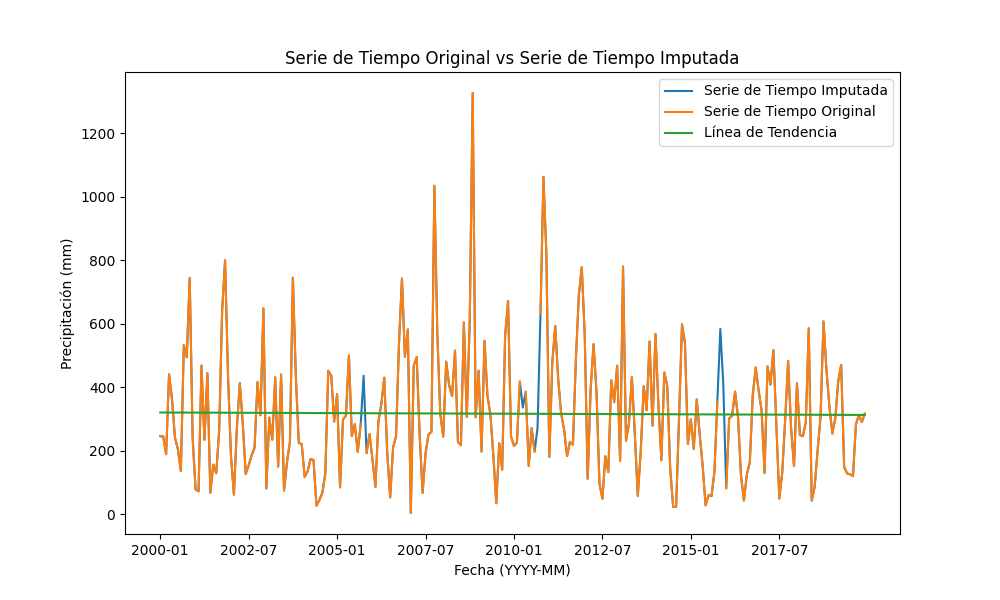 Serie de Tiempo Original vs Serie de Tiempo Imputada
Serie de Tiempo Imputada
Serie de Tiempo Original
Línea de Tendencia
Precipitación (mm)
1200
1000
800
600
400
200
0
2000-01
2002-07
2005-01
2007-07
2010-01
2012-07
2015-01
2017-07
Fecha (YYYY-MM)